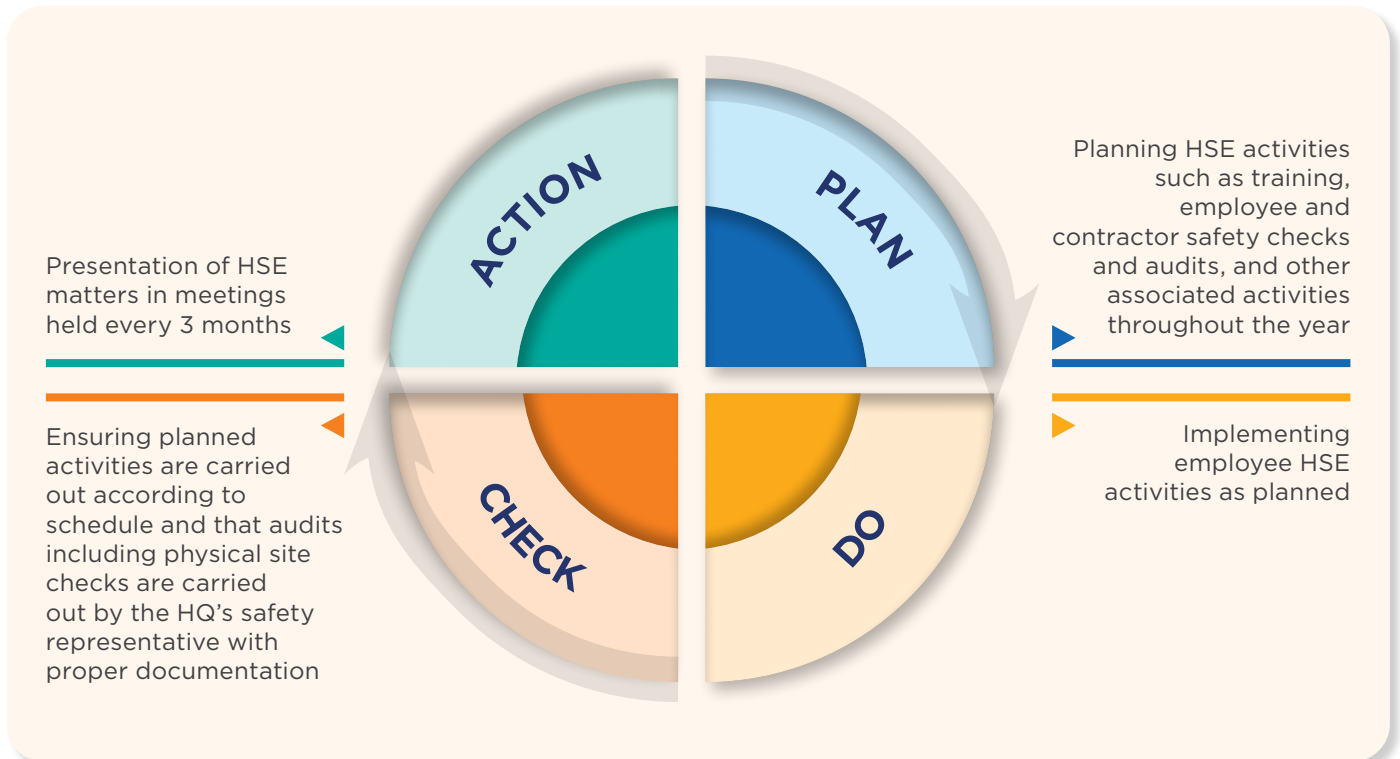 PLAN
Planning HSE activities
such as training,
employee and
contractor safety checks
and audits, and other
associated activities
throughout the year
DO
Implementing
employee HSE
activities as planned
CHECK
Ensuring planned
activities are carried
out according to
schedule and that audits
including physical site
checks are carried
out by the HQ’s safety
representative with
proper documentation
ACTION
Presentation of HSE
matters in meetings
held every 3 months